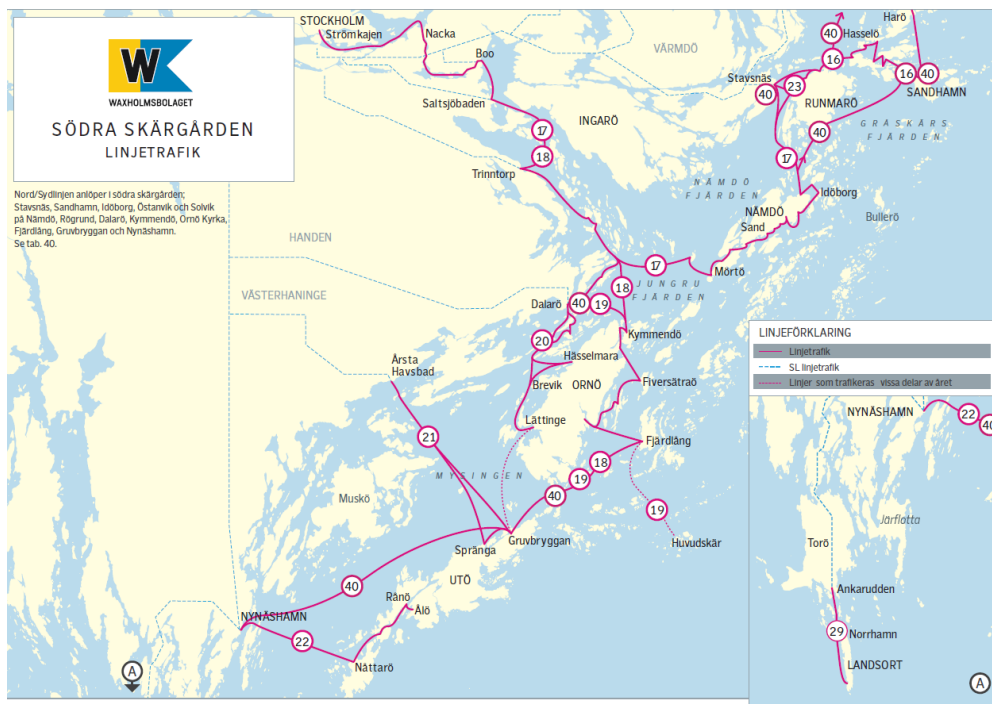 W
WAXHOLMSBOLAGET
SÖDRA SKÄRGÅRDEN
LINJETRAFIK
Nord/Sydlinjen anlöper i södra skärgården;
Stavsnäs, Sandhamn, Idöborg, Östanvik och Solvik
på Nämdö, Rögrund, Dalarö, Kymmendö, Ornö Kyrka,
Fjärdlång, Gruvbryggan och Nynäshamn.
Se tab. 40.
STOCKHOLM
Strömkajen
Nacka
Boo
Saltsjöbaden
VÄRMDÖ
Harö
40
Hasselö
16
Stavsnäs
40
23
RUNMARÖ
16
40
SANDHAMN
INGARÖ
17
18
Trinntorp
40
GRÄSKÄRS
FJÄRDEN
17
NÄMDÖ
FJÄRDEN
Idöborg
NÄMDÖ
Sand
Bullerö
HANDEN
17
Mörtö
VÄSTERHANINGE
18
JUNGRU
FJÄRDEN
Dalarö
40
19
Kymmendö
20
Hässelmara
Årsta
Havsbad
Brevik
ORNÖ
Fiversätraö
Lättinge
21
Fjärdlång
MYSINGEN
18
19
40
Muskö
19
Huvudskär
Gruvbryggan
Spränga
UTÖ
40
Rånö
Ålö
NYNÄSHAMN
22
Nåttarö
A
LINJEFÖRKLARING
Linjetrafik
SL linjetrafik
Linjer som trafikeras vissa delar av året
NYNÄSHAMN
22
40
Järflotta
Torö
Ankarudden
29
Norrhamn
LANDSORT
A